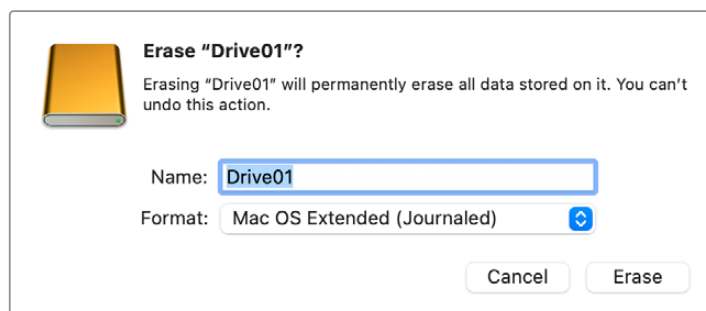 Erase “Drive01”?
Erasing “Drive01” will permanently erase all data stored on it. You can’t
undo this action.
Name: Drive01
Format: Mac OS Extended (Journaled)
Cancel Erase